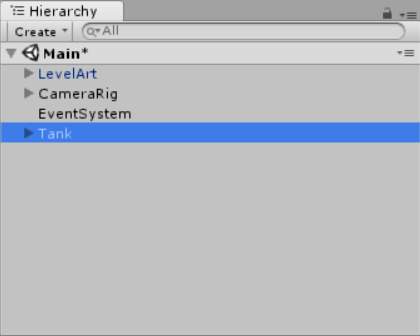 Hierarchy
Create All
Main*
LevelArt
CameraRig
EventSystem
Tank